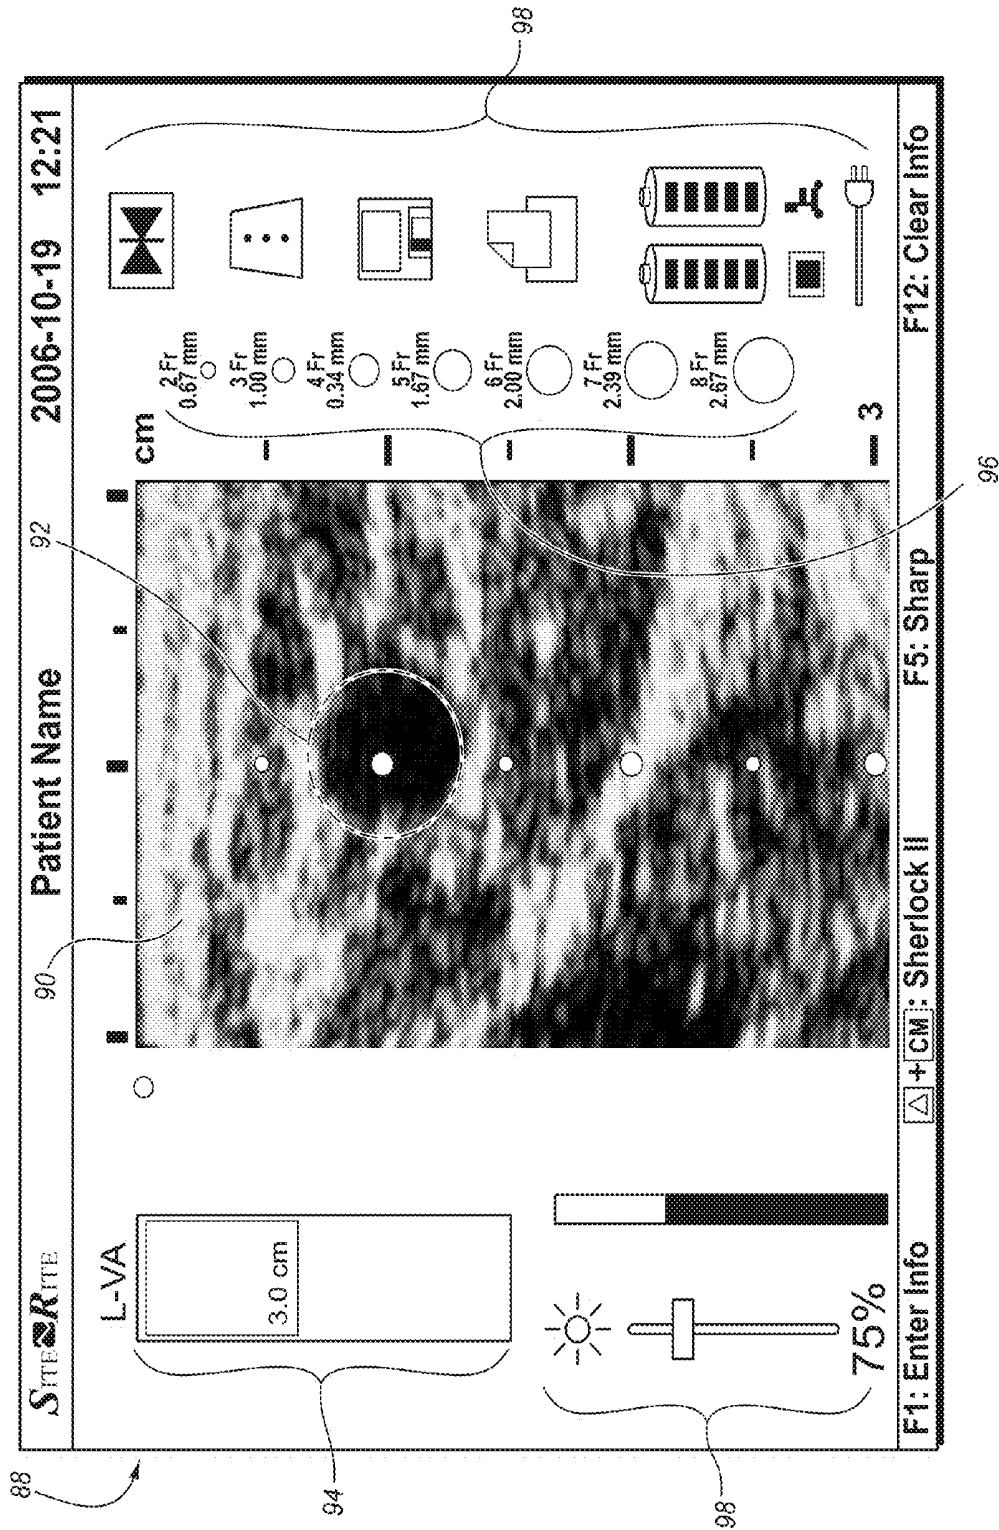 SITE RITE
Patient Name
2006-10-19 12:21
L-VA
3.0 cm
75%
cm
3
2 Fr
0.67 mm
3 Fr
1.00 mm
4 Fr
0.34 mm
5 Fr
1.67 mm
6 Fr
2.00 mm
7 Fr
2.39 mm
8 Fr
2.67 mm
F1: Enter Info
△ + CM : Sherlock II
F5: Sharp
F12: Clear Info
88
90
92
94
96
98
98